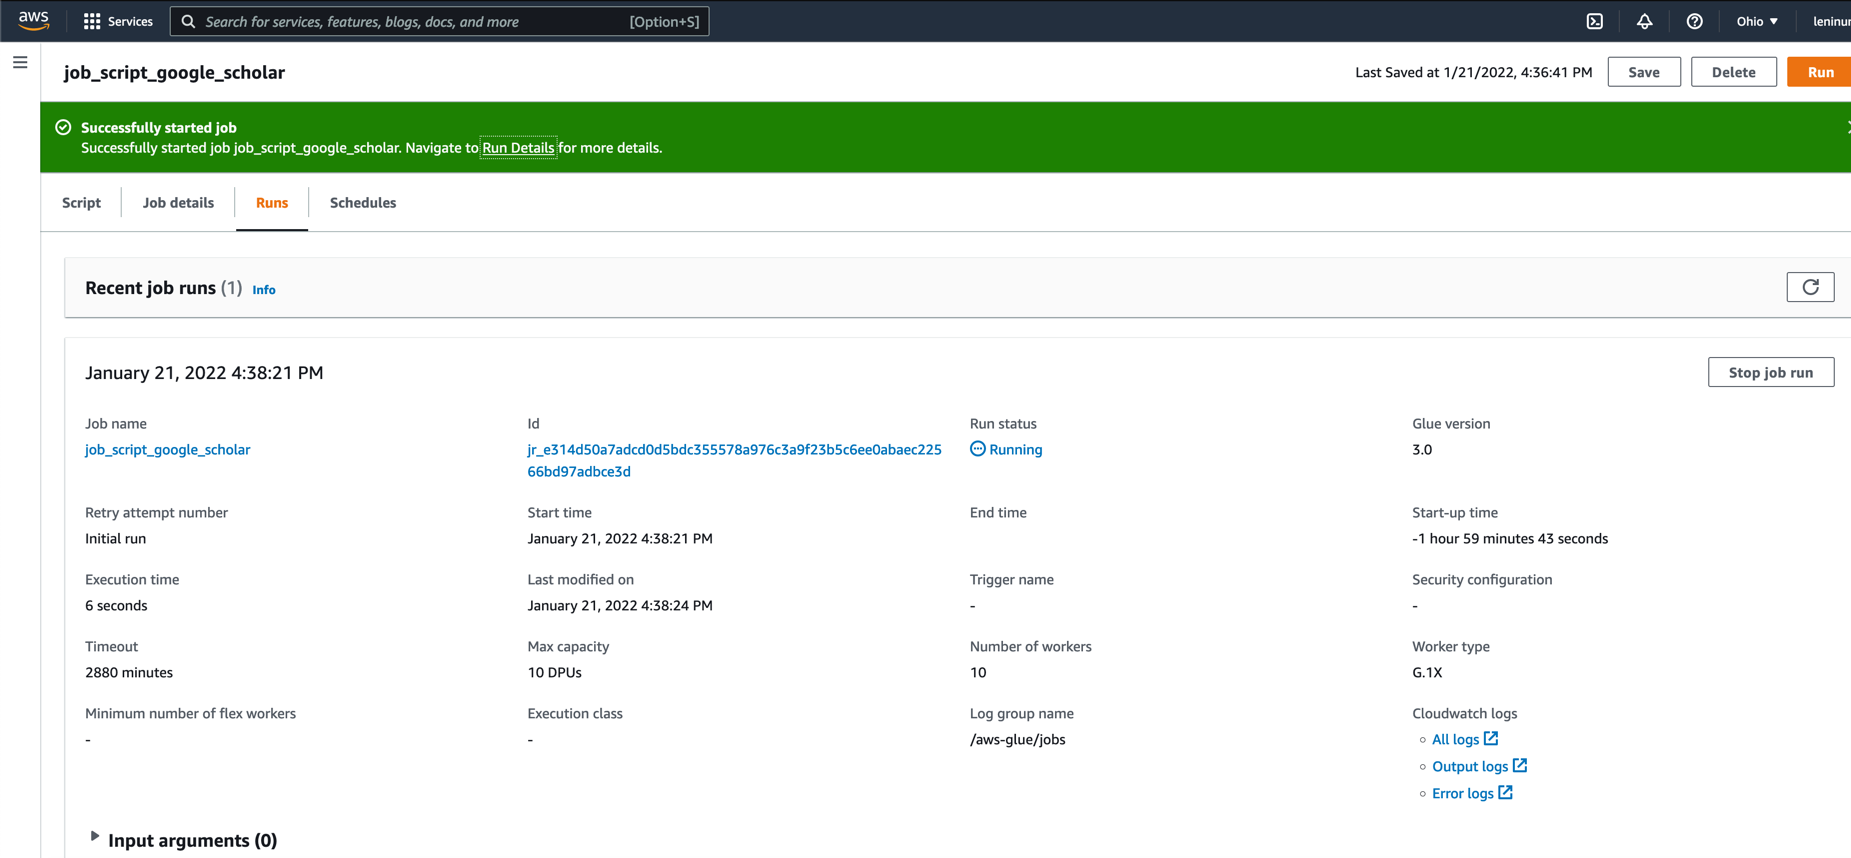 aws Services Search for services, features, blogs, docs, and more [Option+S] Ohio
job_script_google_scholar Last Saved at 1/21/2022, 4:36:41 PM Save Delete Run
Successfully started job
Successfully started job job_script_google_scholar. Navigate to Run Details for more details.
Script Job details Runs Schedules
Recent job runs (1) Info
January 21, 2022 4:38:21 PM Stop job run
Job name Id Run status Glue version
job_script_google_scholar jr_e314d50a7adcd0d5bdc355578a976c3a9f23b5c6ee0abaec225 Running 3.0
66bd97adbce3d
Retry attempt number Start time End time Start-up time
Initial run January 21, 2022 4:38:21 PM -1 hour 59 minutes 43 seconds
Execution time Last modified on Trigger name Security configuration
6 seconds January 21, 2022 4:38:24 PM - -
Timeout Max capacity Number of workers Worker type
2880 minutes 10 DPUs 10 G.1X
Minimum number of flex workers Execution class Log group name Cloudwatch logs
- - /aws-glue/jobs All logs
Output logs
Error logs
Input arguments (0)